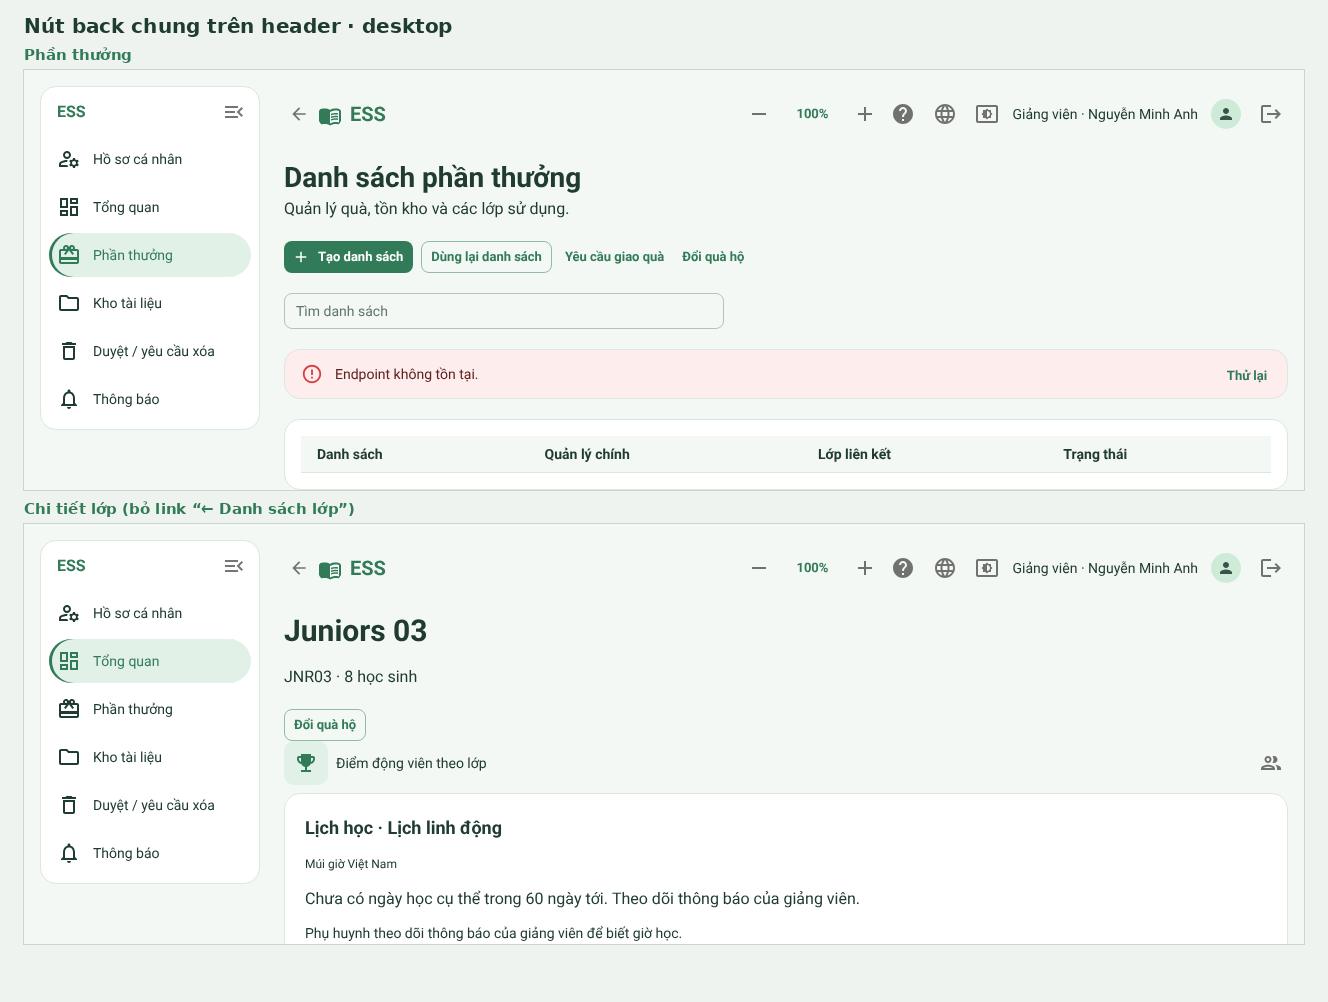 Nút back chung trên header · desktop
Phần thưởng
ESS
Hồ sơ cá nhân
Tổng quan
Phần thưởng
Kho tài liệu
Duyệt / yêu cầu xóa
Thông báo
ESS
100%
Giảng viên · Nguyễn Minh Anh
Danh sách phần thưởng
Quản lý quà, tồn kho và các lớp sử dụng.
Tạo danh sách
Dùng lại danh sách
Yêu cầu giao quà
Đổi quà hộ
Tìm danh sách
Endpoint không tồn tại.
Thử lại
Danh sách
Quản lý chính
Lớp liên kết
Trạng thái
Chi tiết lớp (bỏ link “← Danh sách lớp”)
ESS
Hồ sơ cá nhân
Tổng quan
Phần thưởng
Kho tài liệu
Duyệt / yêu cầu xóa
Thông báo
ESS
100%
Giảng viên · Nguyễn Minh Anh
Juniors 03
JNR03 · 8 học sinh
Đổi quà hộ
Điểm động viên theo lớp
Lịch học · Lịch linh động
Múi giờ Việt Nam
Chưa có ngày học cụ thể trong 60 ngày tới. Theo dõi thông báo của giảng viên.
Phụ huynh theo dõi thông báo của giảng viên để biết giờ học.